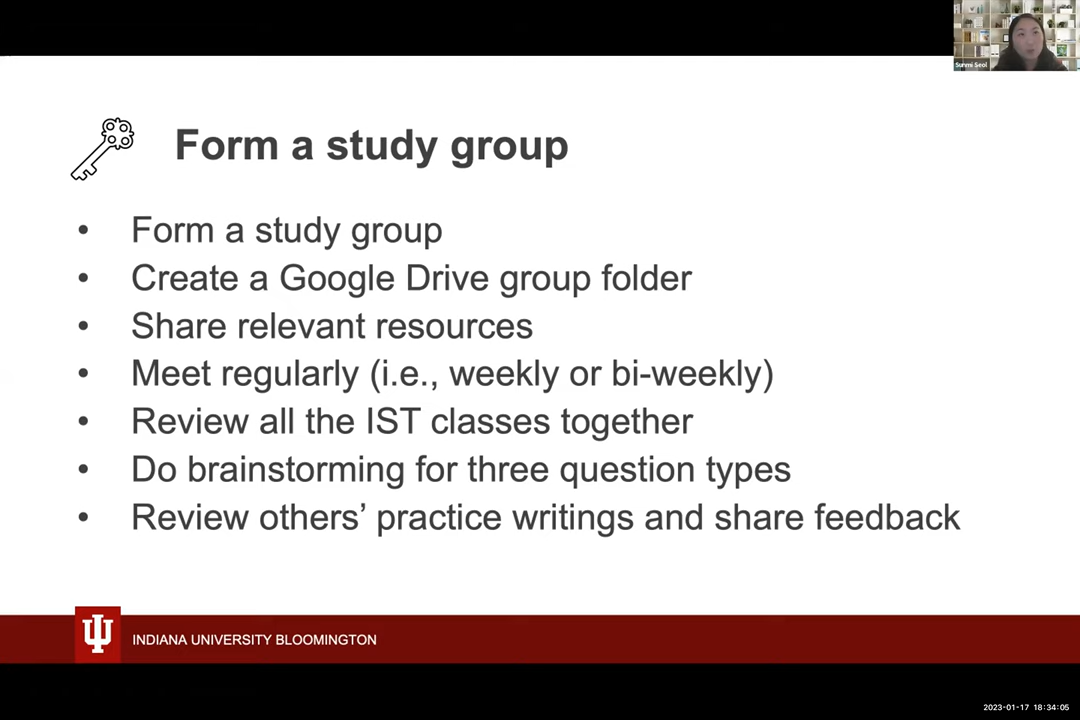 Sunmi Seol
Form a study group
• Form a study group
• Create a Google Drive group folder
• Share relevant resources
• Meet regularly (i.e., weekly or bi-weekly)
• Review all the IST classes together
• Do brainstorming for three question types
• Review others’ practice writings and share feedback
INDIANA UNIVERSITY BLOOMINGTON
2023-01-17 18:34:05